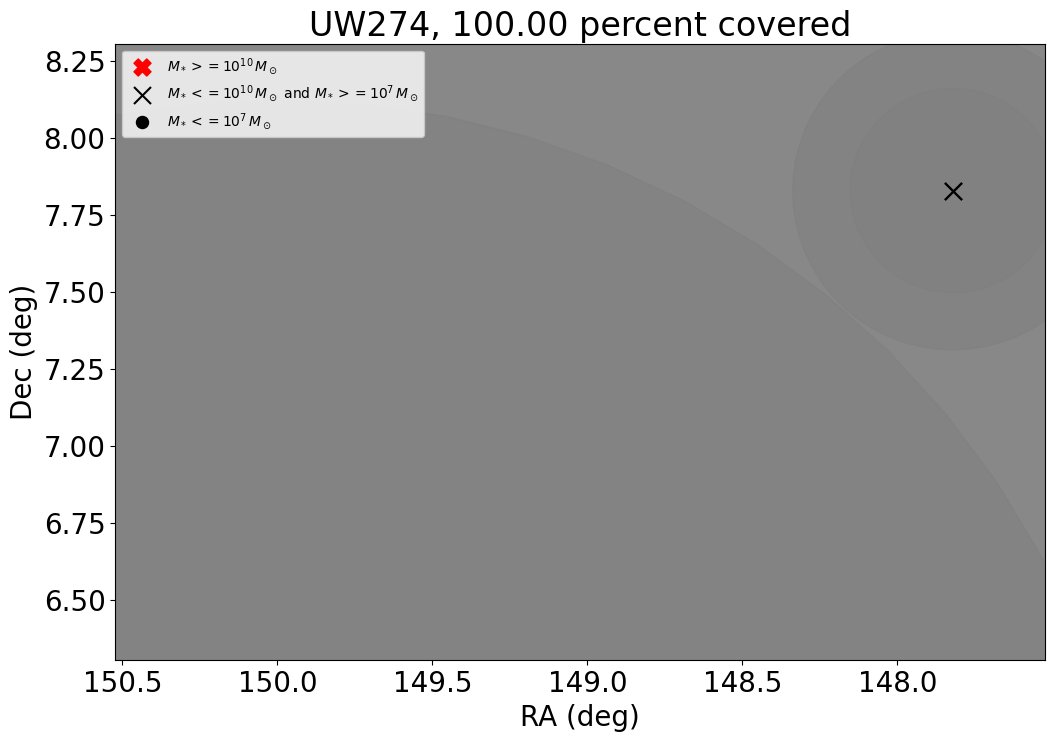 UW274, 100.00 percent covered
M* >= 10^10 M⊙
M* <= 10^10 M⊙ and M* >= 10^7 M⊙
M* <= 10^7 M⊙
8.25
8.00
7.75
7.50
7.25
7.00
6.75
6.50
Dec (deg)
150.5 150.0 149.5 149.0 148.5 148.0
RA (deg)